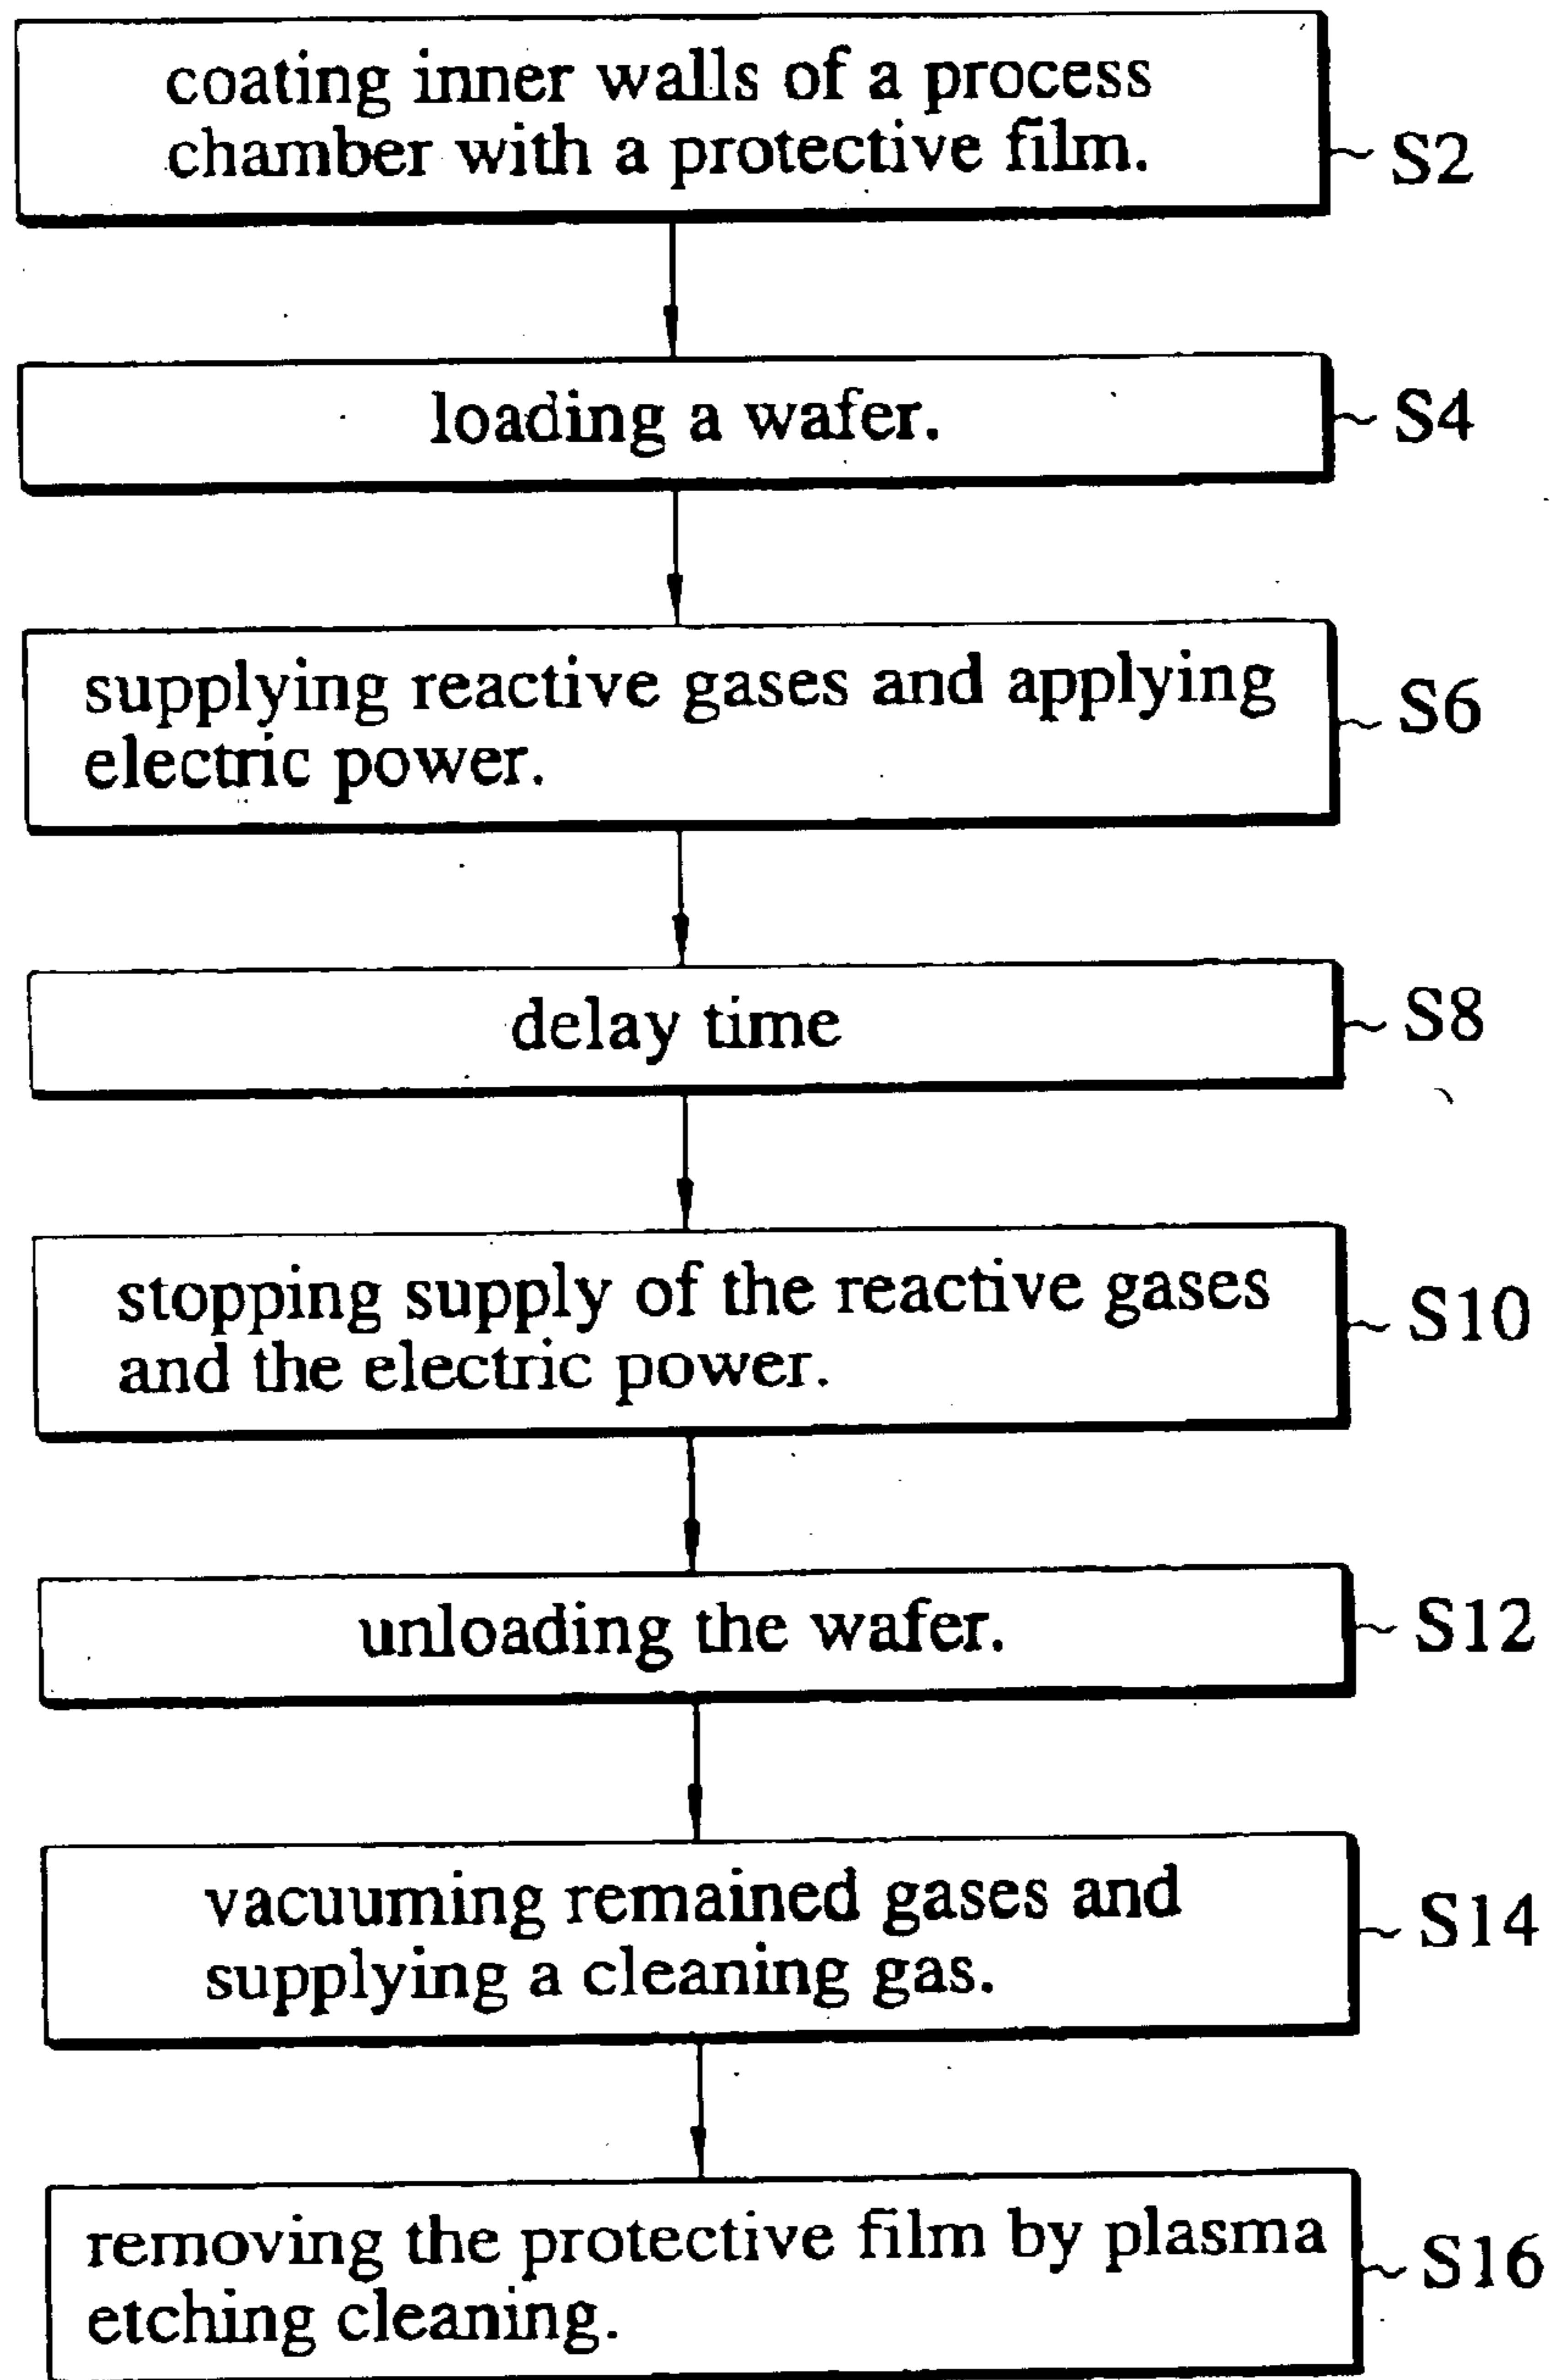 coating inner walls of a process
chamber with a protective film.
S2
loading a wafer.
S4
supplying reactive gases and applying
electric power.
S6
delay time
S8
stopping supply of the reactive gases
and the electric power.
S10
unloading the wafer.
S12
vacuuming remained gases and
supplying a cleaning gas.
S14
removing the protective film by plasma
etching cleaning.
S16